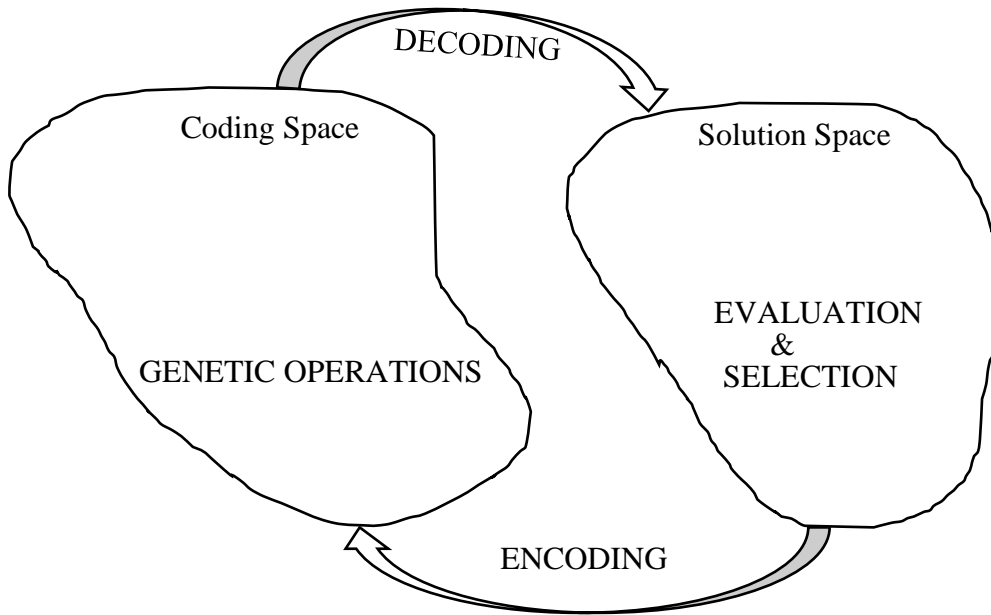 DECODING
Coding Space
Solution Space
GENETIC OPERATIONS
EVALUATION
&
SELECTION
ENCODING